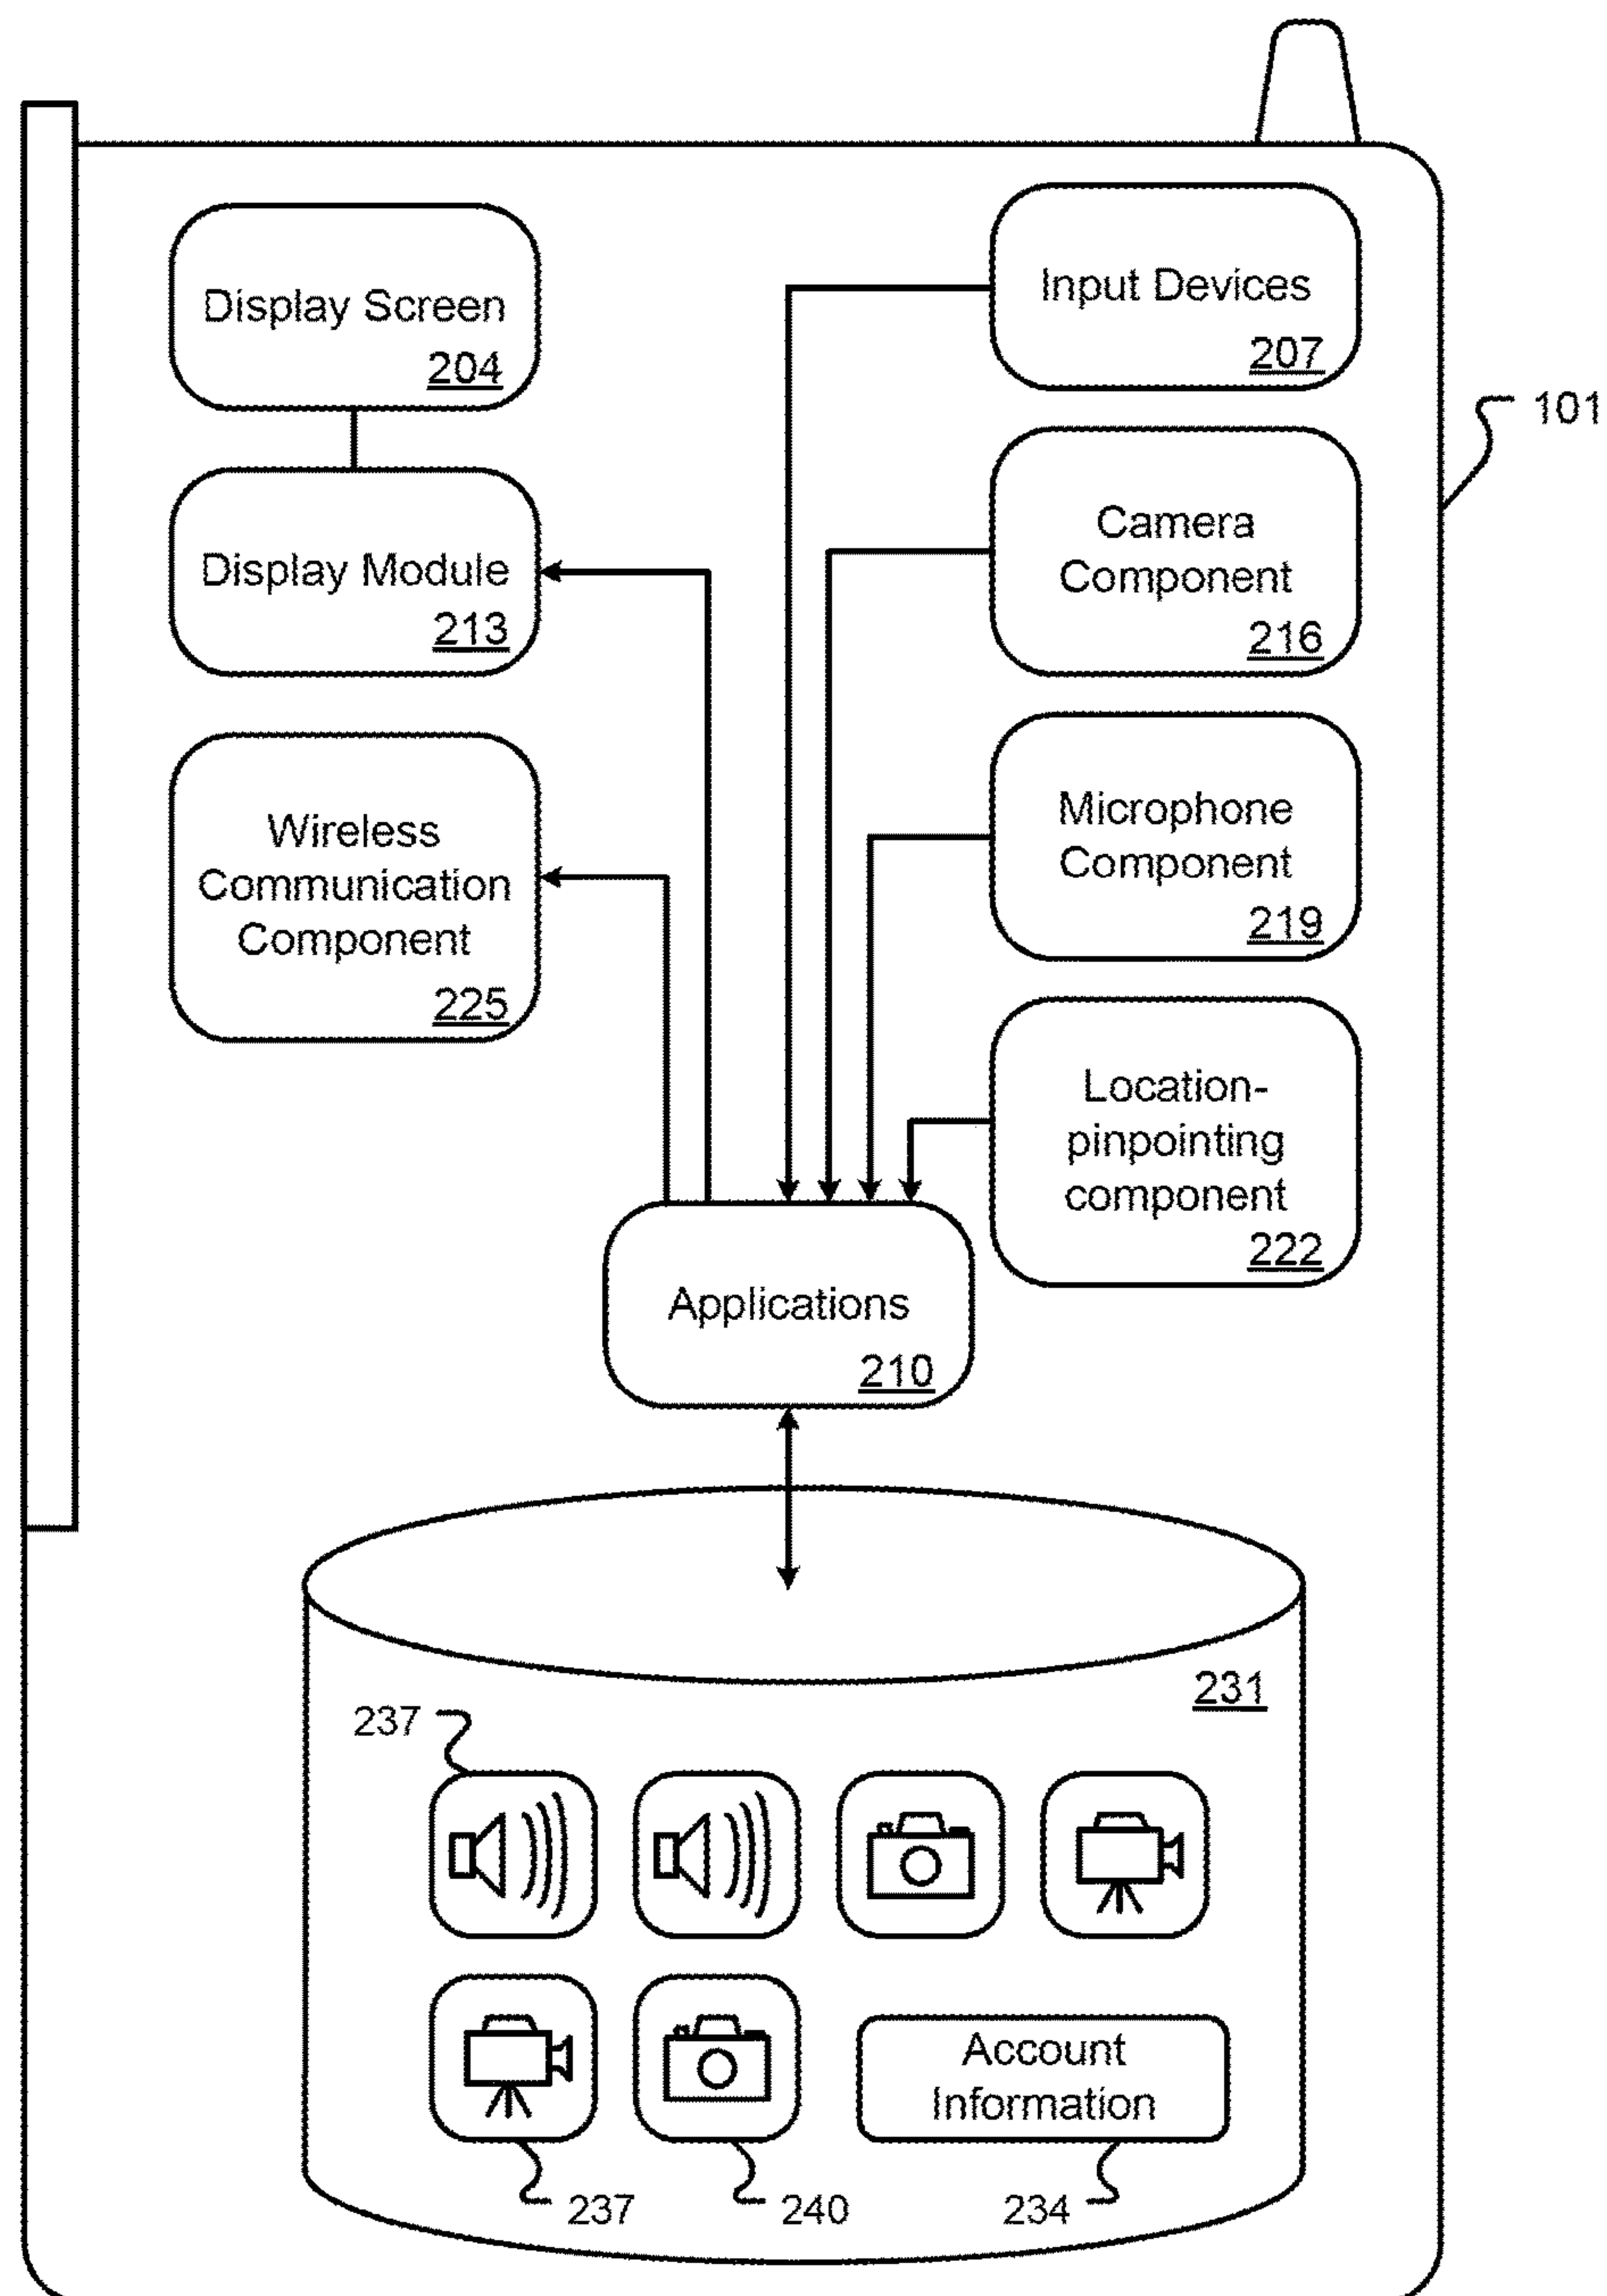 Display Screen
204
Input Devices
207
101
Display Module
213
Camera
Component
216
Wireless
Communication
Component
225
Microphone
Component
219
Location-
pinpointing
component
222
Applications
210
231
237
Account
Information
237
240
234